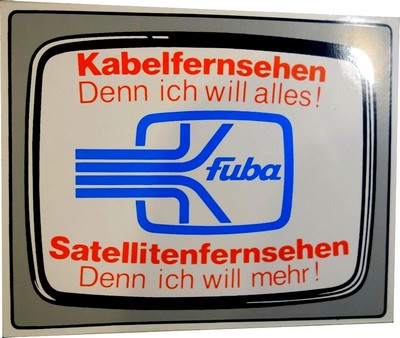 Kabelfernsehen
Denn ich will alles!
fuba
Satellitenfernsehen
Denn ich will mehr!